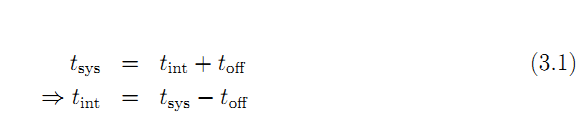 t_sys = t_int + t_off (3.1)
⇒ t_int = t_sys − t_off